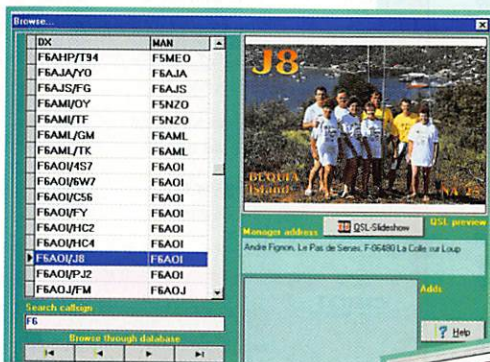 Browse...
DX MAN
F6AHP/T94 F5MEO
F6AJA/YO F6AJA
F6AJS/FG F6AJS
F6AMI/OY F5NZO
F6AMI/TF F5NZO
F6AML/GM F6AML
F6AML/TK F6AML
F6AOI/4S7 F6AOI
F6AOI/6W7 F6AOI
F6AOI/C56 F6AOI
F6AOI/FY F6AOI
F6AOI/HC2 F6AOI
F6AOI/HC4 F6AOI
F6AOI/J8 F6AOI
F6AOI/PJ2 F6AOI
F6AOJ/FM F6AOJ
Search callsign
F6
Browse through database
J8
BEQUIA
Island
Manager address
QSL-Slideshow
QSL preview
Andre Fignon, Le Pas de Serres, F-06480 La Colle sur Loup
Adds
Help